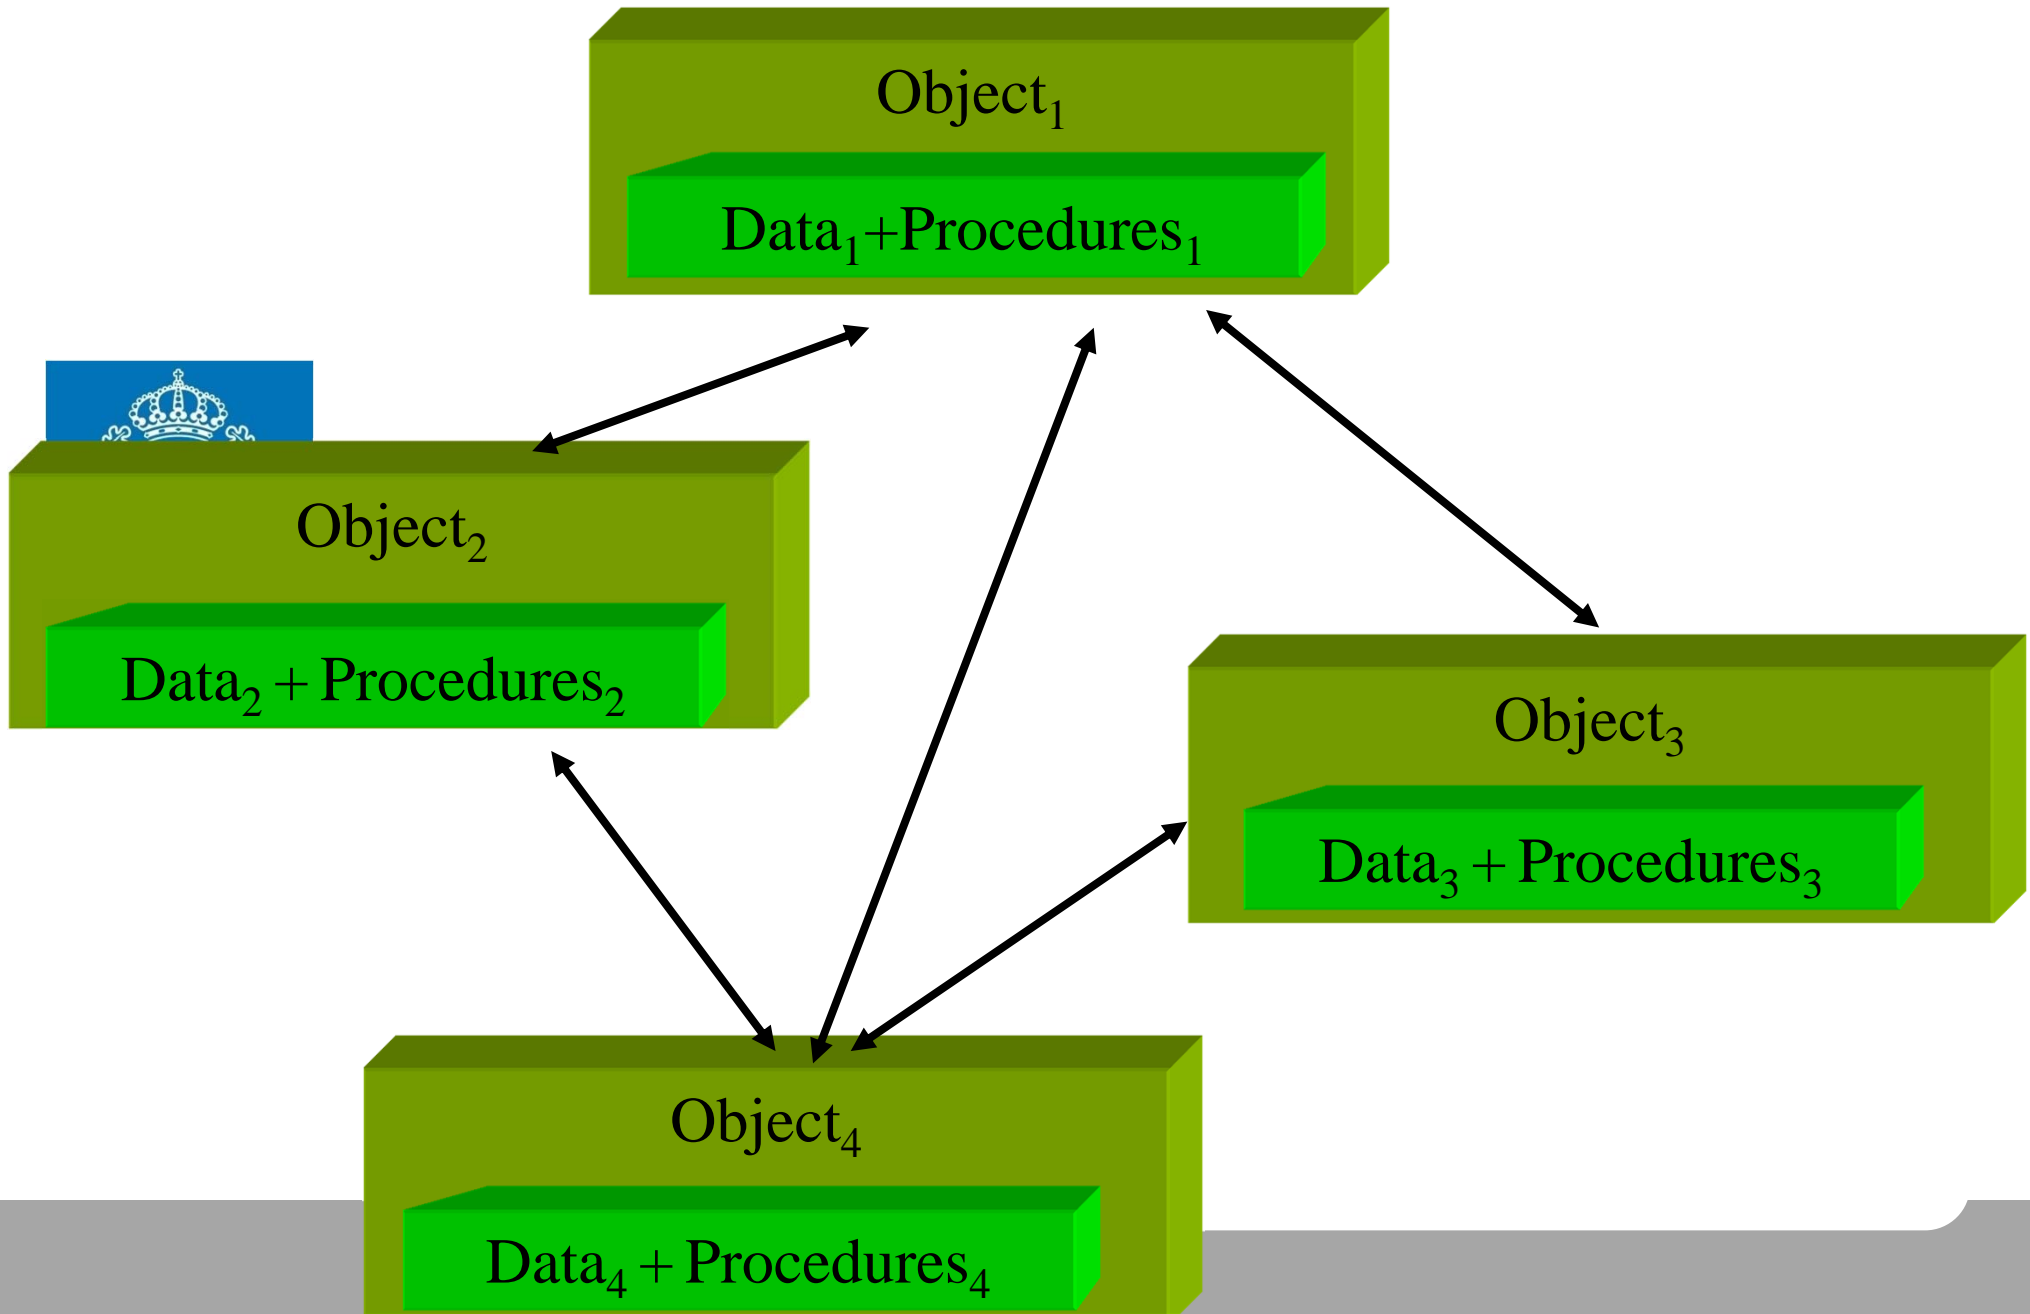 Object₁
Data₁+Procedures₁
Object₂
Data₂ + Procedures₂
Object₃
Data₃ + Procedures₃
Object₄
Data₄ + Procedures₄